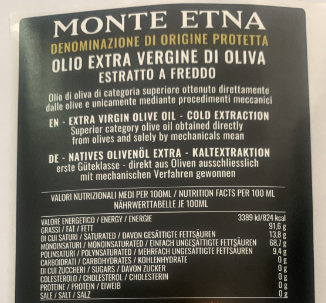 MONTE ETNA
DENOMINAZIONE DI ORIGINE PROTETTA
OLIO EXTRA VERGINE DI OLIVA
ESTRATTO A FREDDO
Olio di oliva di categoria superiore ottenuto direttamente
dalle olive e unicamente mediante procedimenti meccanici
EN - EXTRA VIRGIN OLIVE OIL - COLD EXTRACTION
Superior category olive oil obtained directly
from olives and solely by mechanicals mean
DE - NATIVES OLIVENÖL EXTRA - KALTEXTRAKTION
erste Güteklasse - direkt aus Oliven ausschliesslich
mit mechanischen Verfahren gewonnen
VALORI NUTRIZIONALI MEDI PER 100ML / NUTRITION FACTS PER 100 ML
NÄHRWERTTABELLE JE 100ML
VALORE ENERGETICO / ENERGY / ENERGIE 3389 kJ/824 kcal
GRASSI / FAT / FETT 91,6 g
DI CUI SATURI / SATURATED / DAVON GESÄTTIGTE FETTSÄUREN 13,8 g
MONOINSATURI / MONOINSATURATED / EINFACH UNGESÄTTIGTE FETTSÄUREN 68,7 g
POLINSATURI / POLYNSATURATED / MEHRFACH UNGESÄTTIGTE FETTSÄUREN 9,4 g
CARBOIDRATI / CARBOHYDRATES / KOHLENHYDRATE 0 g
DI CUI ZUCCHERI / SUGARS / DAVON ZUCKER 0 g
COLESTEROLO / CHOLESTEROL / CHOLESTERIN 0 g
PROTEINE / PROTEIN / EIWEIB 0 g
SALE / SALT / SALZ 0 g